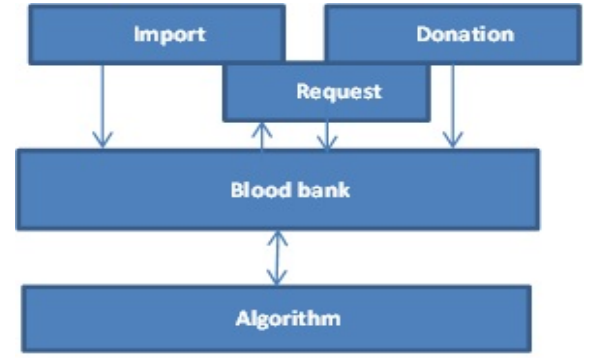 Import
Donation
Request
Blood bank
Algorithm